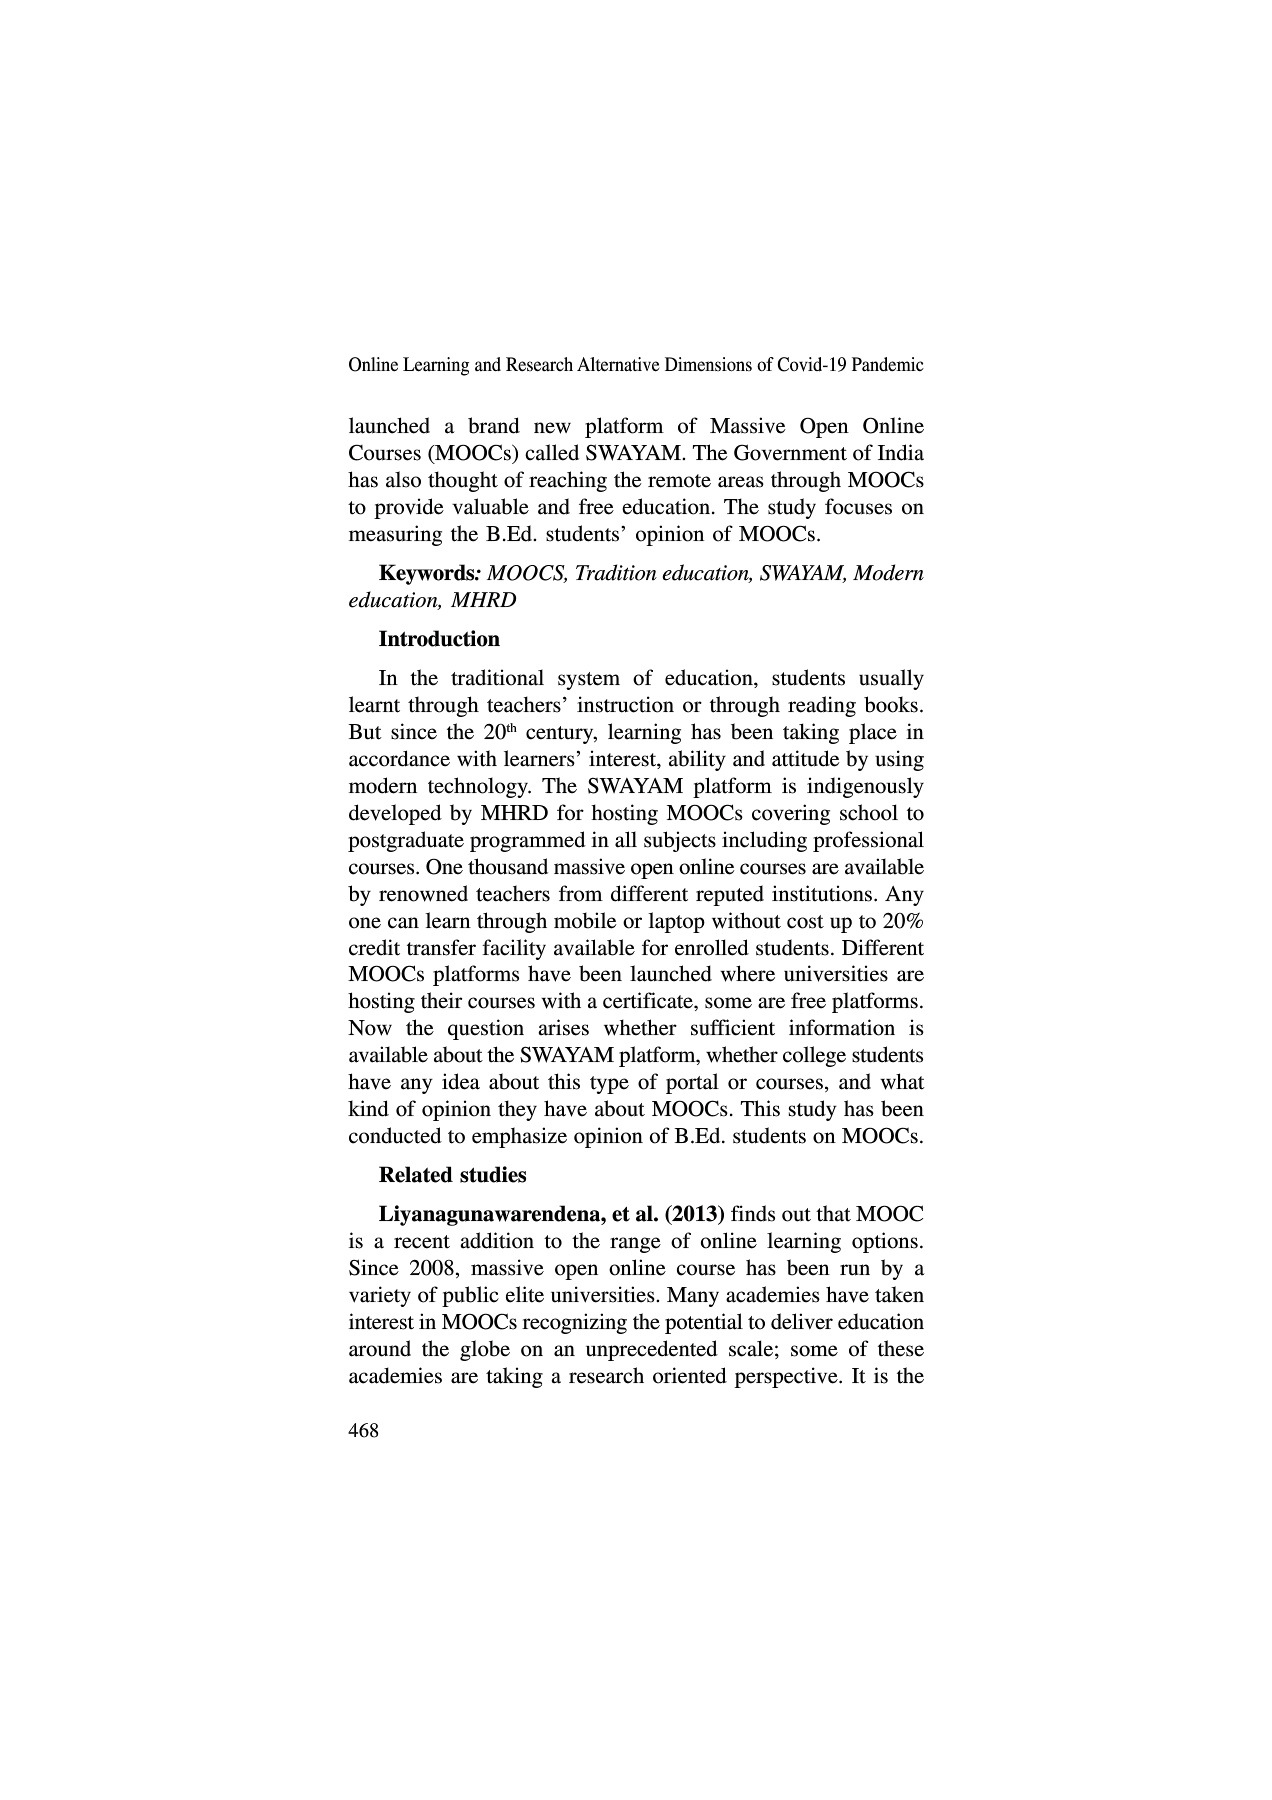 Online Learning and Research Alternative Dimensions of Covid-19 Pandemic
launched a brand new platform of Massive Open Online
Courses (MOOCs) called SWAYAM. The Government of India
has also thought of reaching the remote areas through MOOCs
to provide valuable and free education. The study focuses on
measuring the B.Ed. students’ opinion of MOOCs.
Keywords: MOOCS, Tradition education, SWAYAM, Modern
education, MHRD
Introduction
In the traditional system of education, students usually
learnt through teachers’ instruction or through reading books.
But since the 20th century, learning has been taking place in
accordance with learners’ interest, ability and attitude by using
modern technology. The SWAYAM platform is indigenously
developed by MHRD for hosting MOOCs covering school to
postgraduate programmed in all subjects including professional
courses. One thousand massive open online courses are available
by renowned teachers from different reputed institutions. Any
one can learn through mobile or laptop without cost up to 20%
credit transfer facility available for enrolled students. Different
MOOCs platforms have been launched where universities are
hosting their courses with a certificate, some are free platforms.
Now the question arises whether sufficient information is
available about the SWAYAM platform, whether college students
have any idea about this type of portal or courses, and what
kind of opinion they have about MOOCs. This study has been
conducted to emphasize opinion of B.Ed. students on MOOCs.
Related studies
Liyanagunawarendena, et al. (2013) finds out that MOOC
is a recent addition to the range of online learning options.
Since 2008, massive open online course has been run by a
variety of public elite universities. Many academies have taken
interest in MOOCs recognizing the potential to deliver education
around the globe on an unprecedented scale; some of these
academies are taking a research oriented perspective. It is the
468